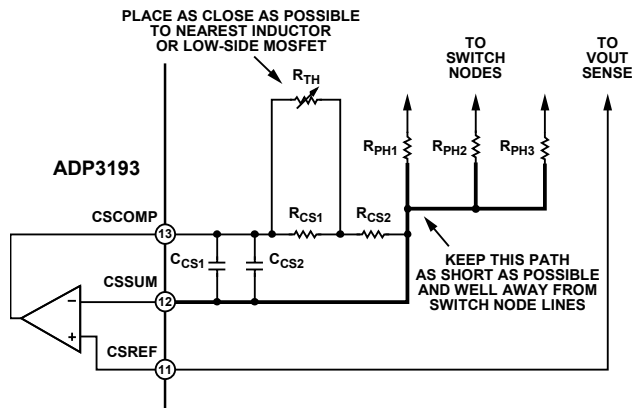 PLACE AS CLOSE AS POSSIBLE
TO NEAREST INDUCTOR
OR LOW-SIDE MOSFET
TO
SWITCH
NODES
TO
VOUT
SENSE
RTH
RPH1
RPH2
RPH3
ADP3193
CSCOMP
13
RCS1
RCS2
CCS1
CCS2
KEEP THIS PATH
AS SHORT AS POSSIBLE
AND WELL AWAY FROM
SWITCH NODE LINES
CSSUM
12
–
+
CSREF
11